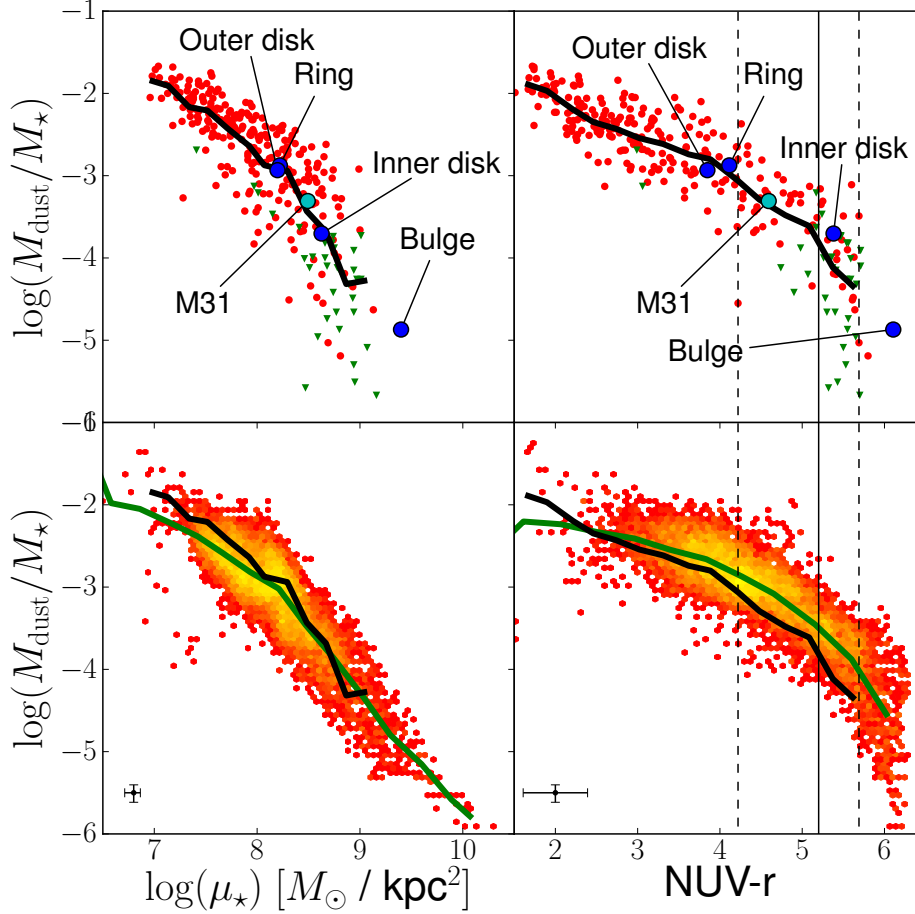 −1
Outer disk
Ring
Outer disk
Ring
−2
log(M_dust/M_⋆)
Inner disk
Inner disk
−3
−4
M31
Bulge
M31
−5
Bulge
−6
−1
−2
log(M_dust/M_⋆)
−3
−4
−5
−6
7 8 9 10
2 3 4 5 6
log(μ_⋆) [M_⊙ / kpc²]
NUV-r